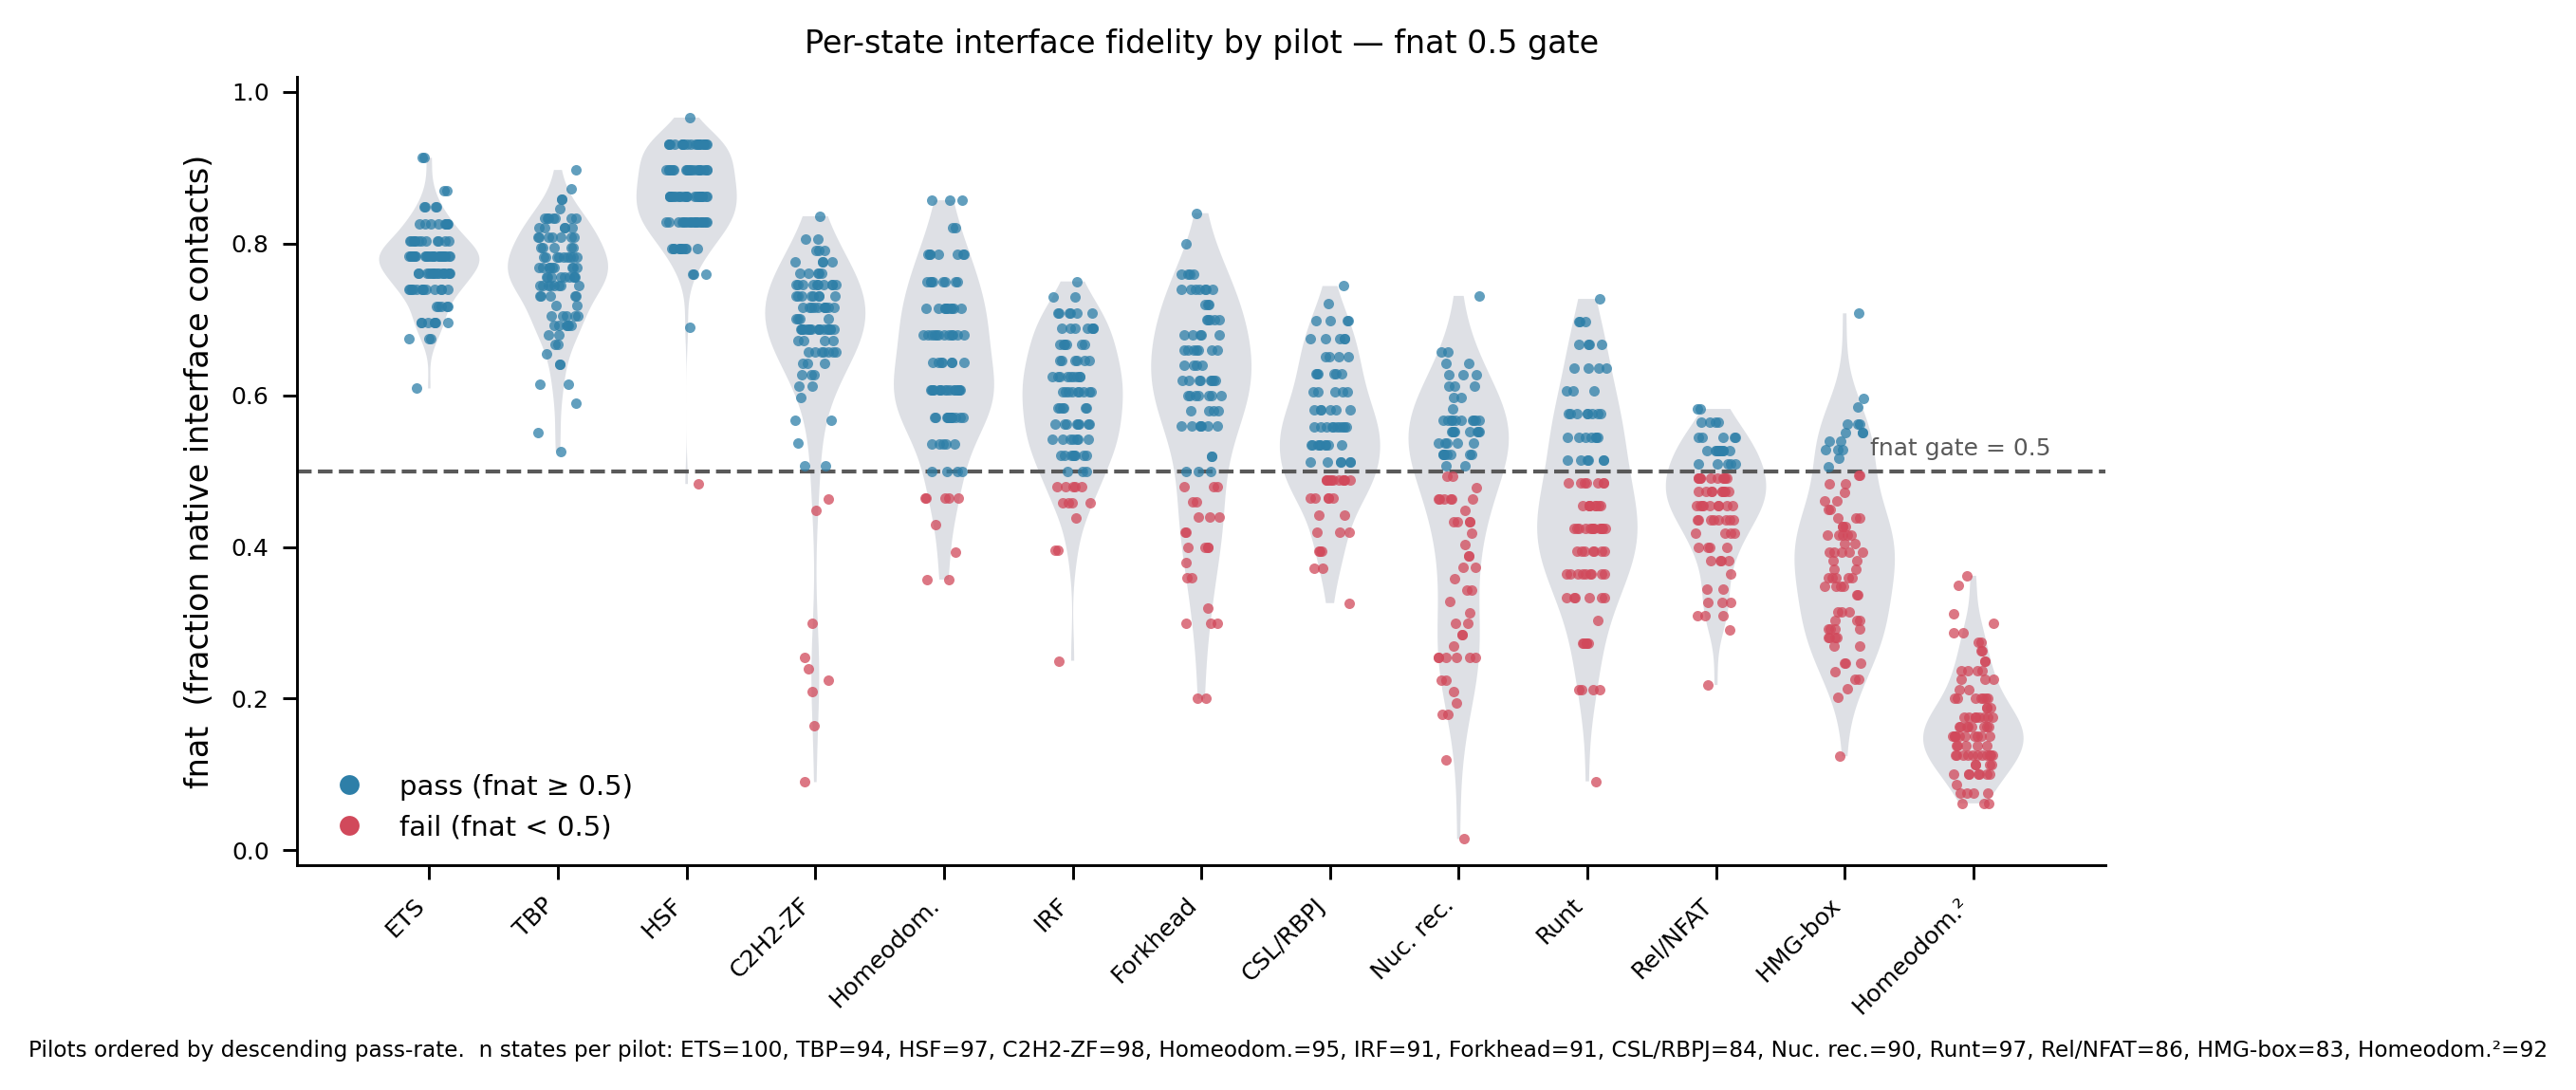 Per-state interface fidelity by pilot — fnat 0.5 gate
fnat  (fraction native interface contacts)
1.0
0.8
0.6
0.4
0.2
0.0
fnat gate = 0.5
pass (fnat ≥ 0.5)
fail (fnat < 0.5)
ETS
TBP
HSF
C2H2-ZF
Homeodom.
IRF
Forkhead
CSL/RBPJ
Nuc. rec.
Runt
Rel/NFAT
HMG-box
Homeodom.²
Pilots ordered by descending pass-rate.  n states per pilot: ETS=100, TBP=94, HSF=97, C2H2-ZF=98, Homeodom.=95, IRF=91, Forkhead=91, CSL/RBPJ=84, Nuc. rec.=90, Runt=97, Rel/NFAT=86, HMG-box=83, Homeodom.²=92